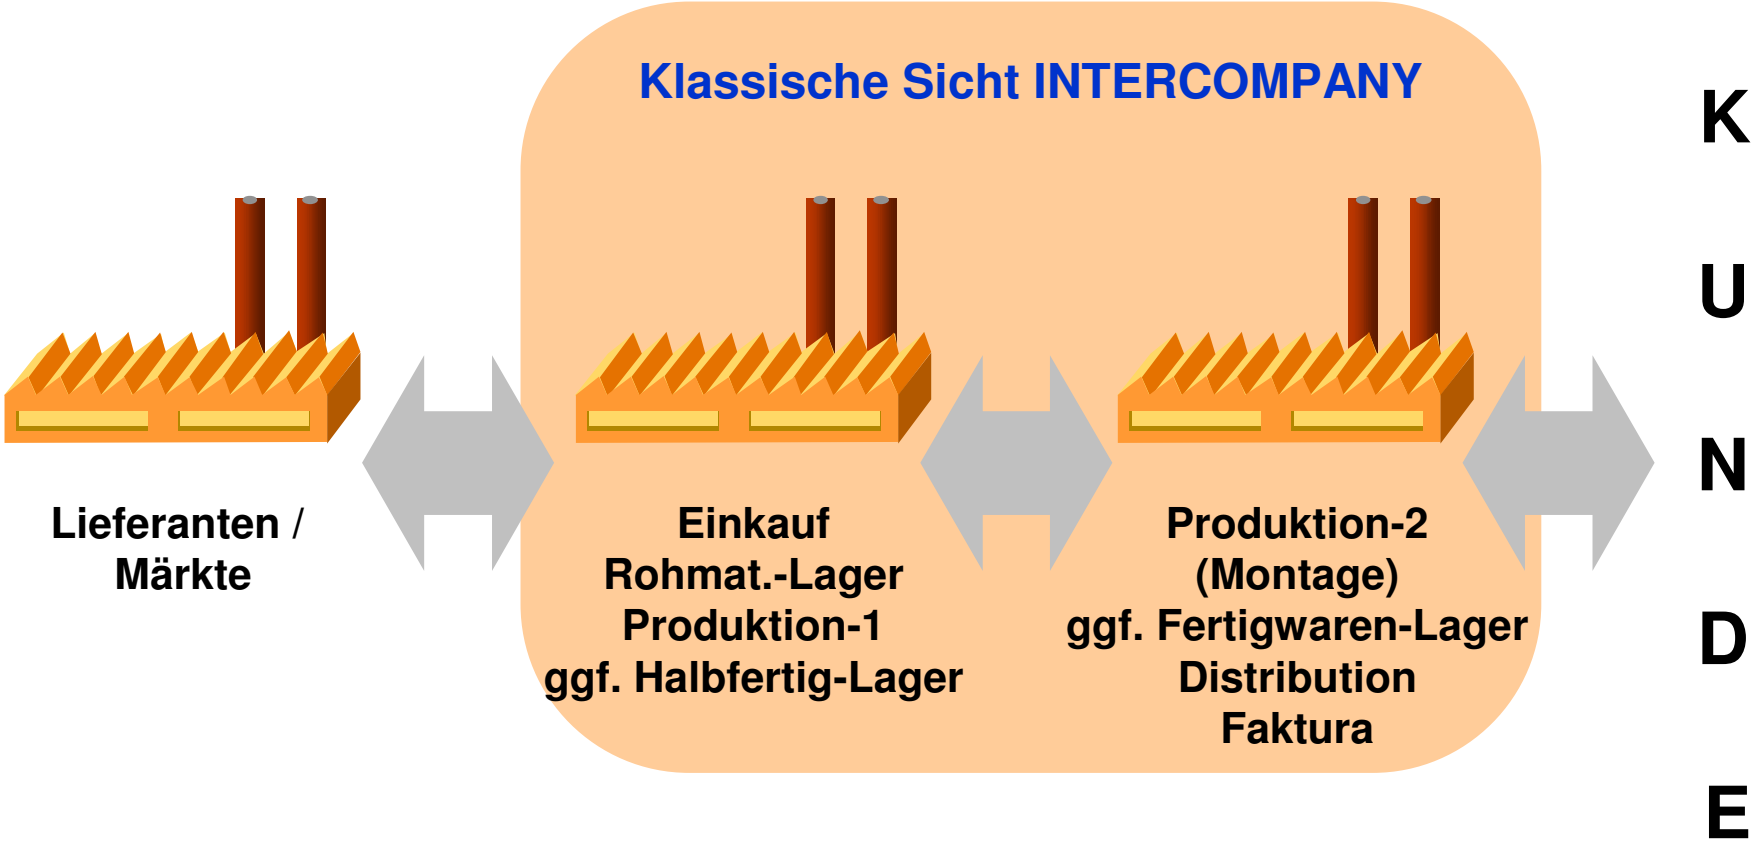 Klassische Sicht INTERCOMPANY
Lieferanten /
Märkte
Einkauf
Rohmat.-Lager
Produktion-1
ggf. Halbfertig-Lager
Produktion-2
(Montage)
ggf. Fertigwaren-Lager
Distribution
Faktura
K
U
N
D
E